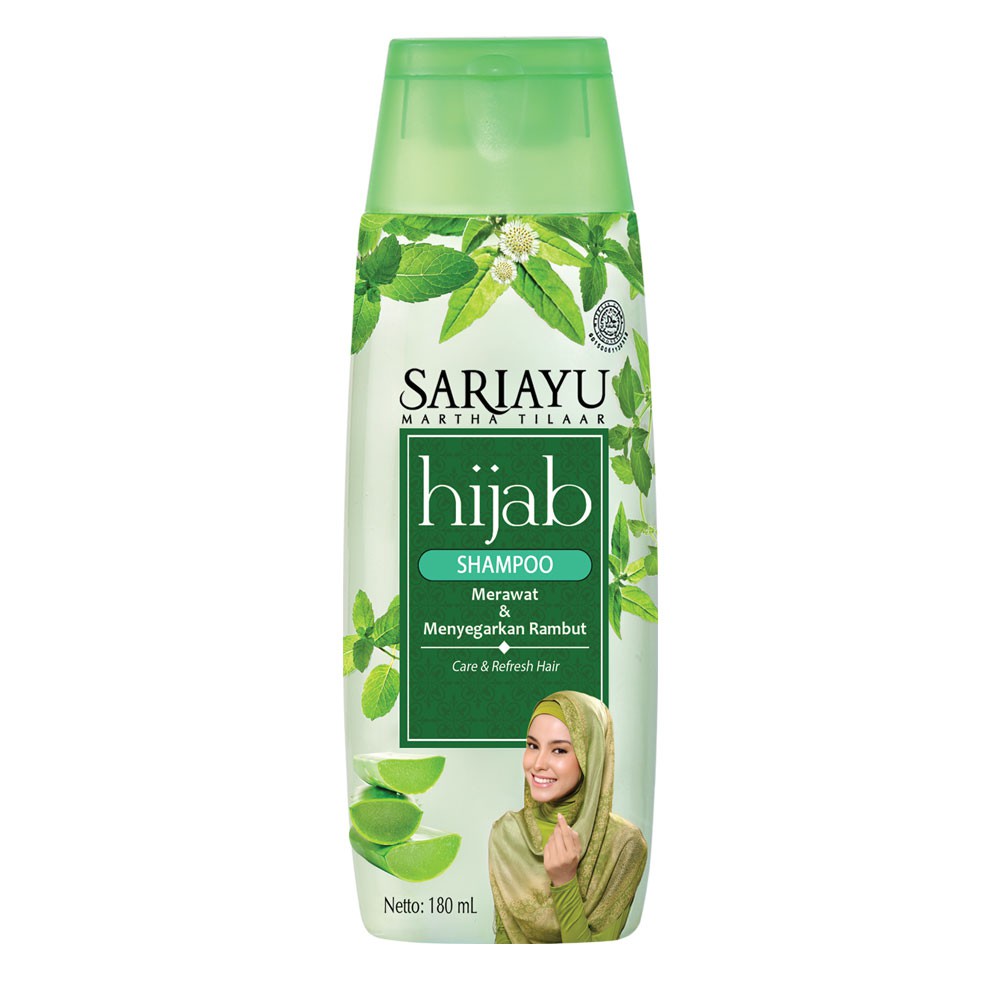 SARIAYU
MARTHA TILAAR
hijab
SHAMPOO
Merawat
&
Menyegarkan Rambut
Care & Refresh Hair
Netto: 180 mL